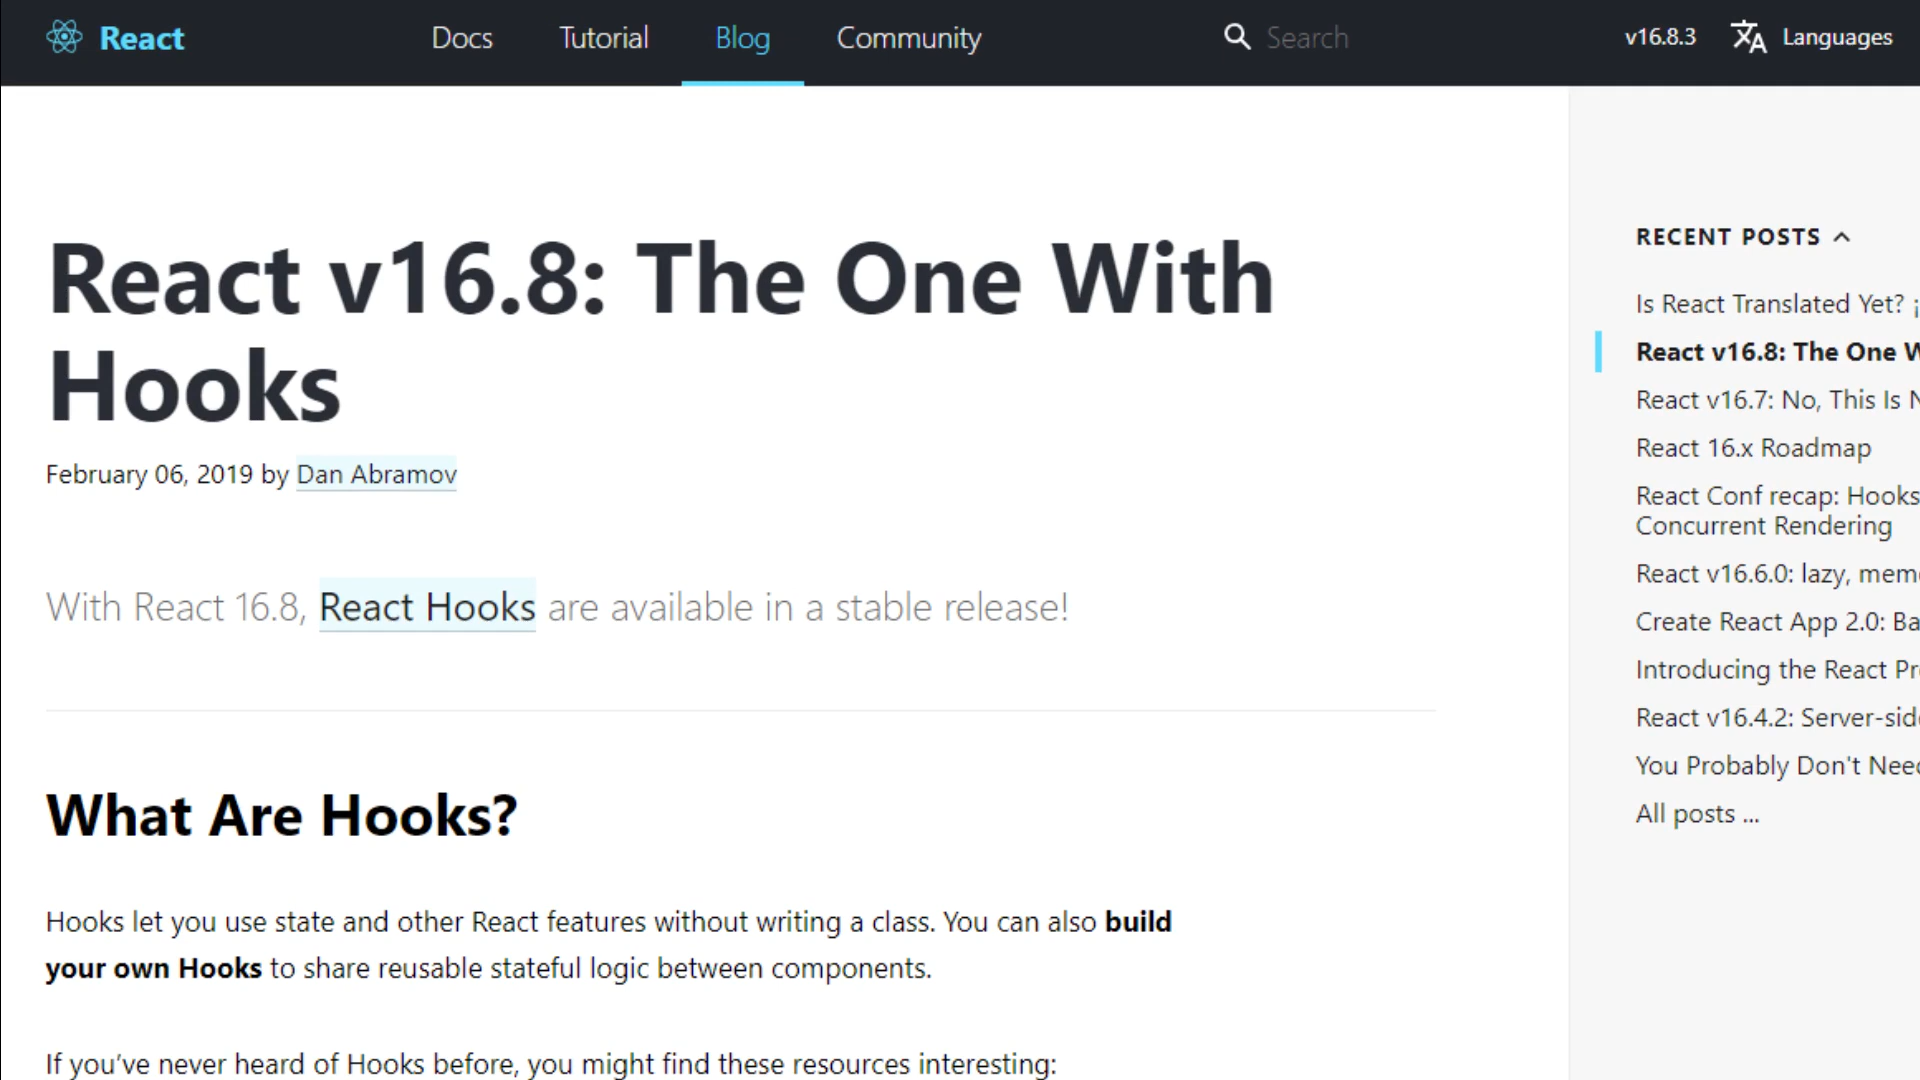 React
Docs
Tutorial
Blog
Community
Search
v16.8.3
Languages
React v16.8: The One With
Hooks
February 06, 2019 by Dan Abramov
With React 16.8, React Hooks are available in a stable release!
What Are Hooks?
Hooks let you use state and other React features without writing a class. You can also build
your own Hooks to share reusable stateful logic between components.
If you’ve never heard of Hooks before, you might find these resources interesting:
RECENT POSTS
Is React Translated Yet? ¡
React v16.8: The One
React v16.7: No, This Is
React 16.x Roadmap
React Conf recap: Hooks
Concurrent Rendering
React v16.6.0: lazy,
Create React App 2.0:
Introducing the React
React v16.4.2:
You Probably Don't
All posts ...